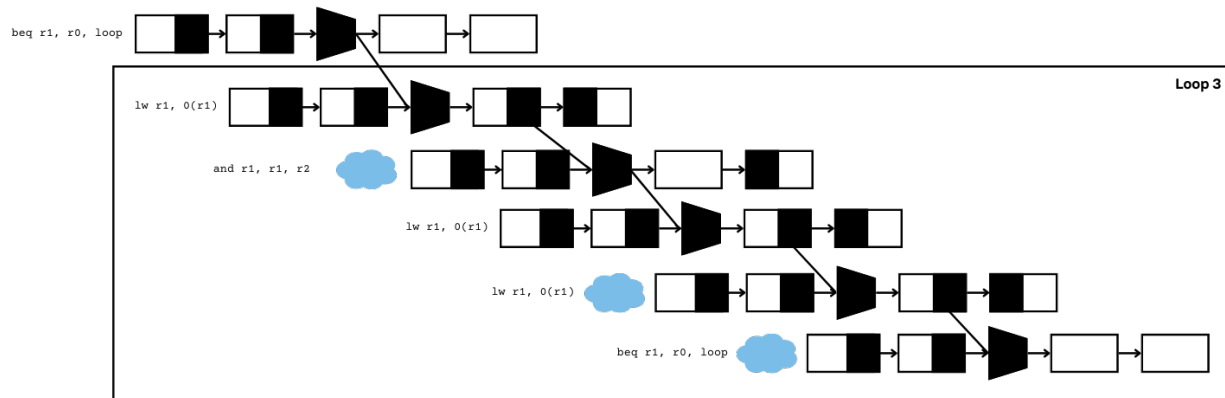 beq r1, r0, loop
Loop 3
lw r1, 0(r1)
and r1, r1, r2
lw r1, 0(r1)
lw r1, 0(r1)
beq r1, r0, loop